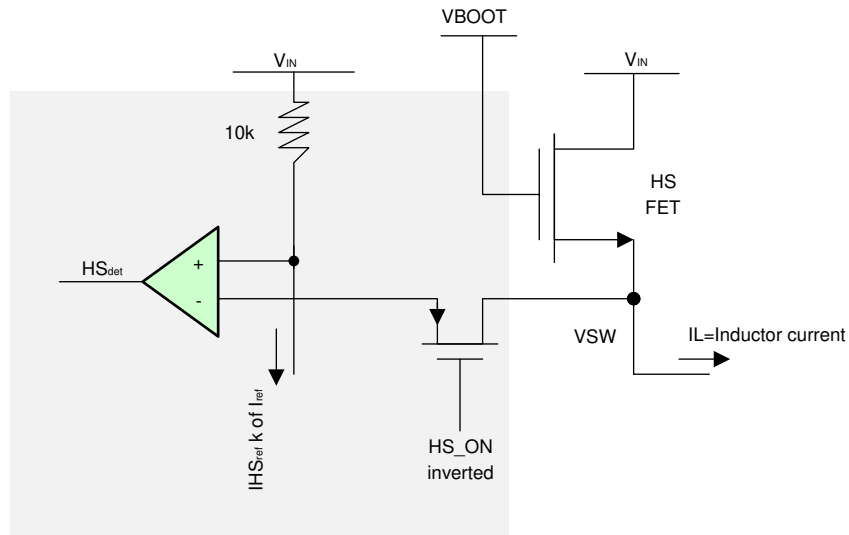 VBOOT
VIN
VIN
10k
HS
FET
+
HSdet
-
VSW
IL=Inductor current
IHSref k of Iref
HS_ON
inverted